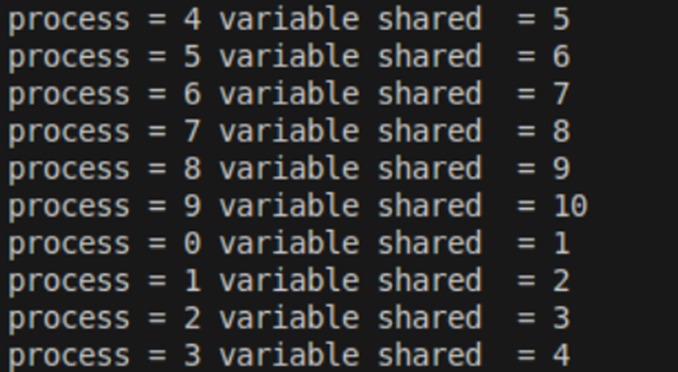 process = 4 variable shared  = 5
process = 5 variable shared  = 6
process = 6 variable shared  = 7
process = 7 variable shared  = 8
process = 8 variable shared  = 9
process = 9 variable shared  = 10
process = 0 variable shared  = 1
process = 1 variable shared  = 2
process = 2 variable shared  = 3
process = 3 variable shared  = 4